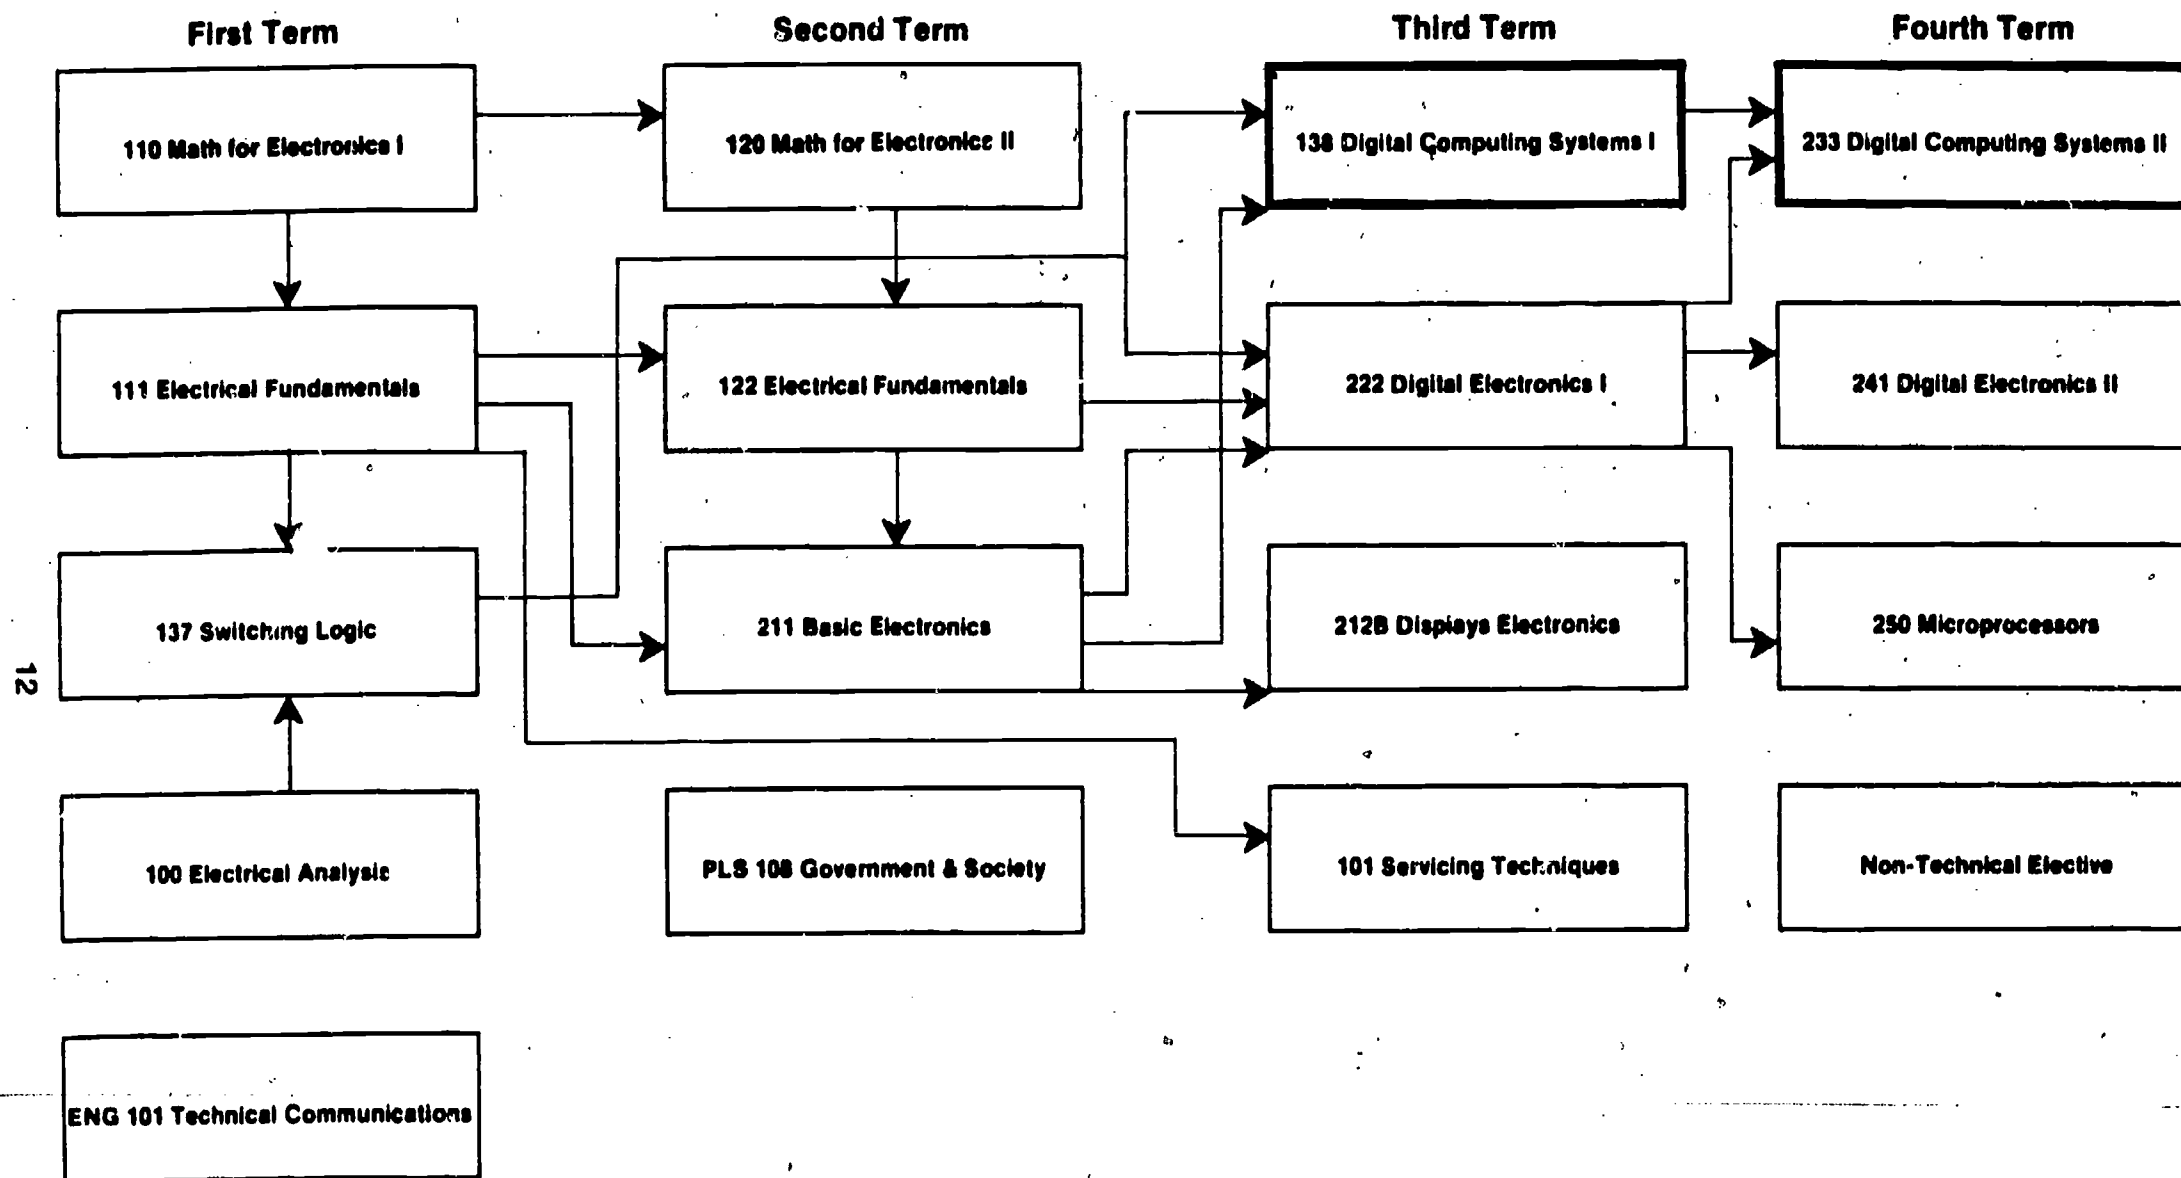 First Term
Second Term
Third Term
Fourth Term
110 Math for Electronics I
120 Math for Electronics II
138 Digital Computing Systems I
233 Digital Computing Systems II
111 Electrical Fundamentals
122 Electrical Fundamentals
222 Digital Electronics I
241 Digital Electronics II
137 Switching Logic
211 Basic Electronics
212B Displays Electronics
250 Microprocessors
12
100 Electrical Analysis
PLS 108 Government & Society
101 Servicing Techniques
Non-Technical Elective
ENG 101 Technical Communications